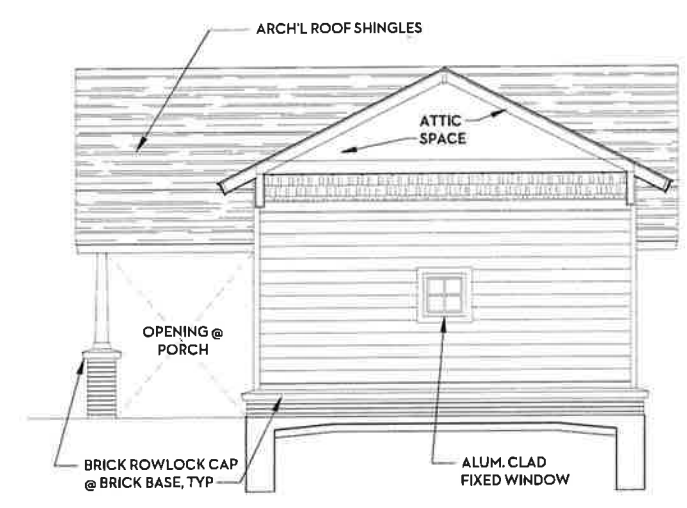 ARCH'L ROOF SHINGLES
ATTIC
SPACE
OPENING @
PORCH
BRICK ROWLOCK CAP
@ BRICK BASE, TYP
ALUM. CLAD
FIXED WINDOW